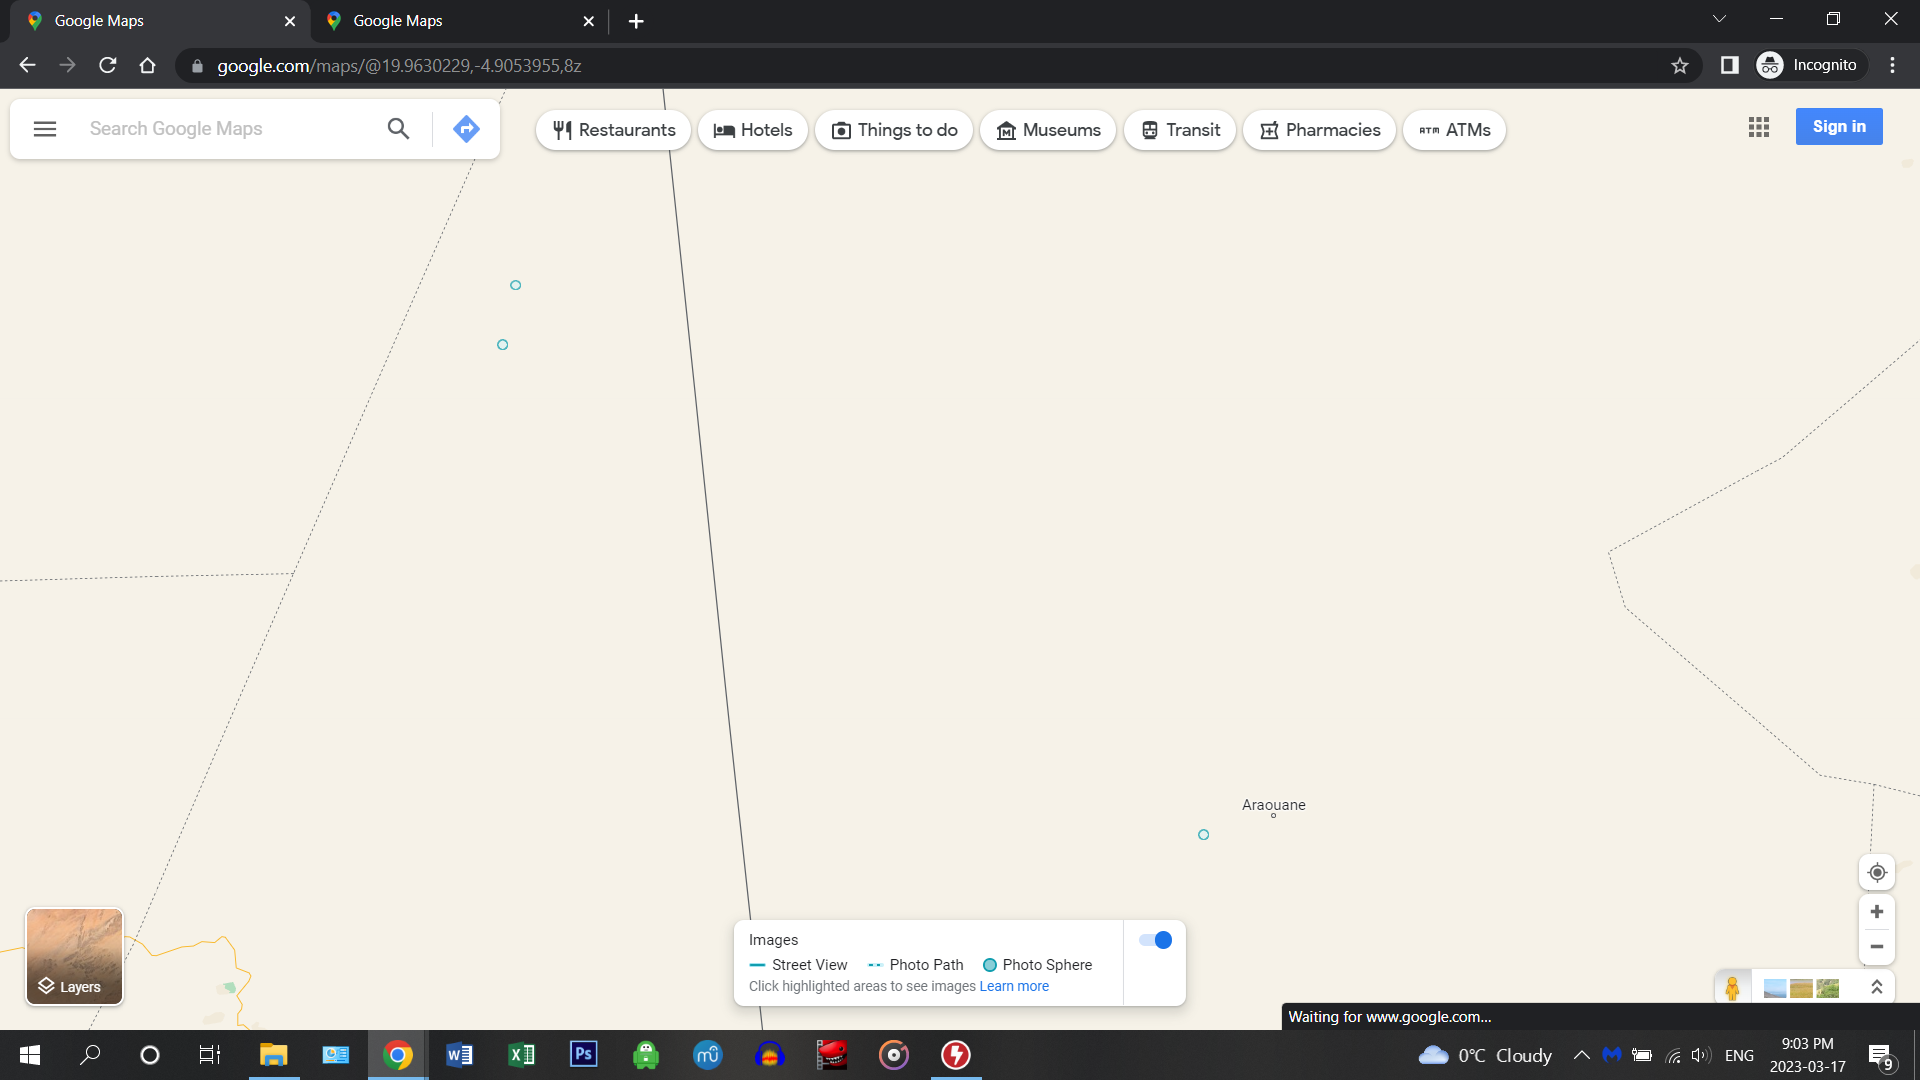 Google Maps
Google Maps
google.com/maps/@19.9630229,-4.9053955,8z
Incognito
Search Google Maps
Restaurants
Hotels
Things to do
Museums
Transit
Pharmacies
ATM ATMs
Sign in
Araouane
Layers
Images
Street View
Photo Path
Photo Sphere
Click highlighted areas to see images Learn more
Waiting for www.google.com...
W
X
Ps
mu
0°C Cloudy
ENG
9:03 PM
2023-03-17
9